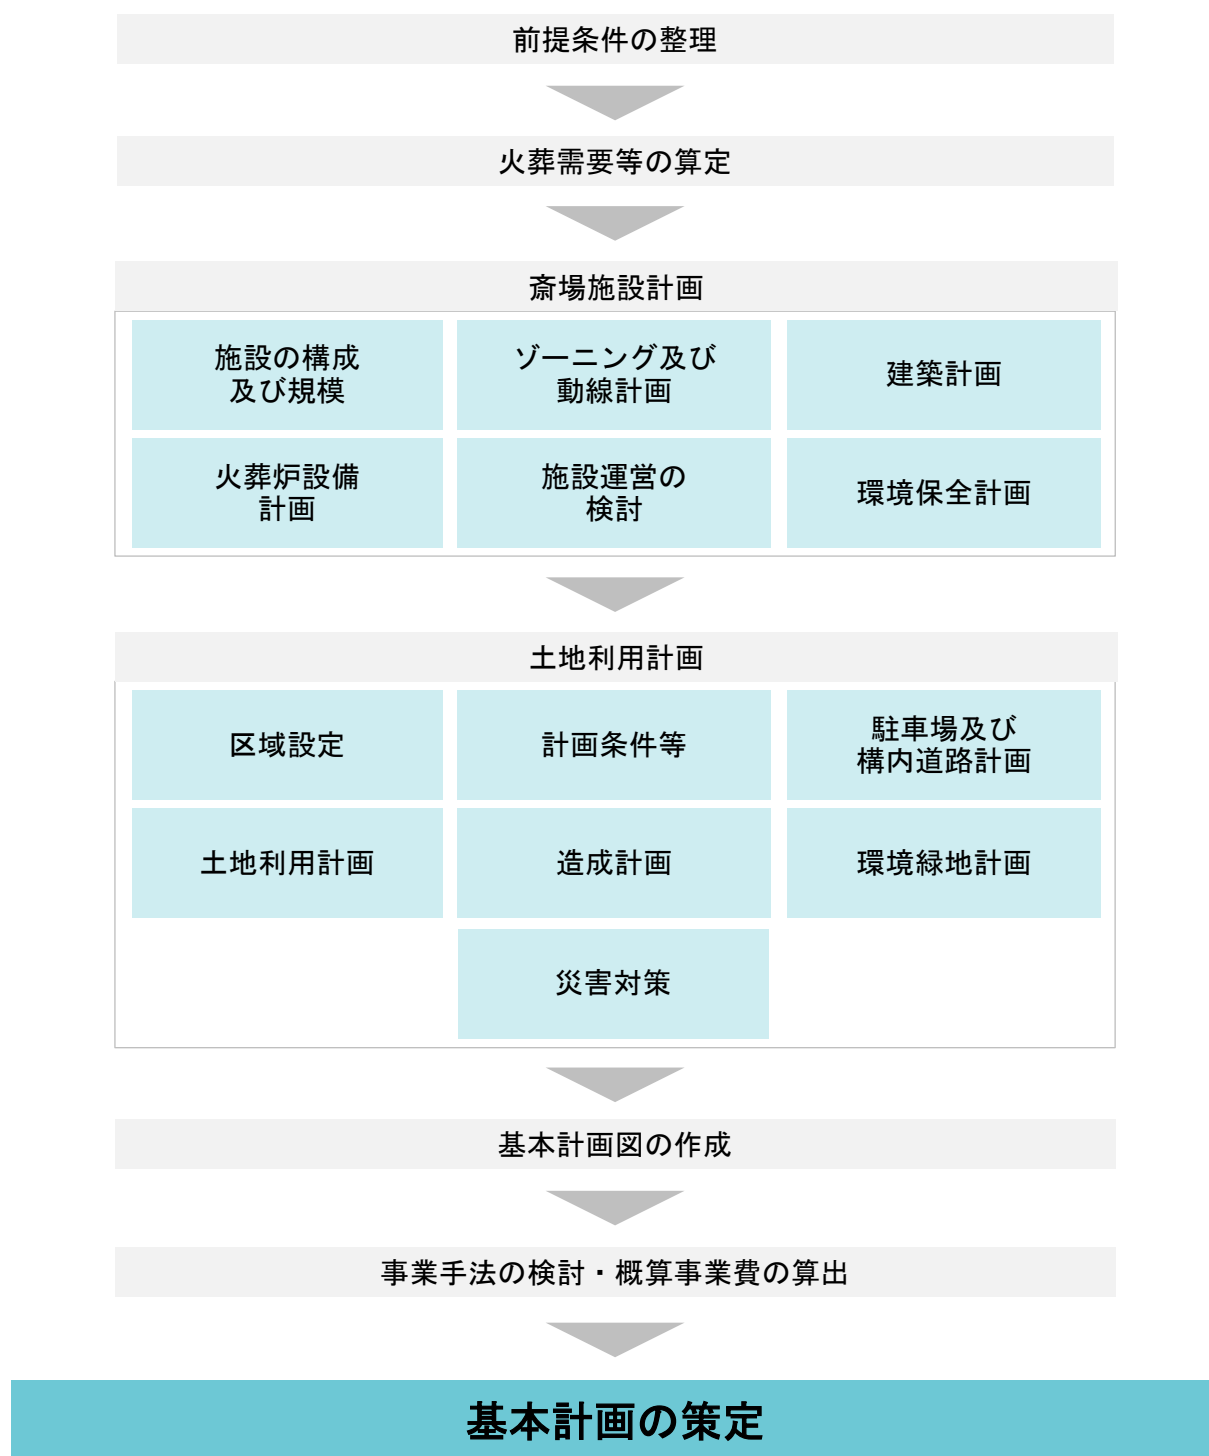 前提条件の整理
火葬需要等の算定
斎場施設計画
施設の構成
及び規模
ゾーニング及び
動線計画
建築計画
火葬炉設備
計画
施設運営の
検討
環境保全計画
土地利用計画
区域設定
計画条件等
駐車場及び
構内道路計画
土地利用計画
造成計画
環境緑地計画
災害対策
基本計画図の作成
事業手法の検討・概算事業費の算出
基本計画の策定